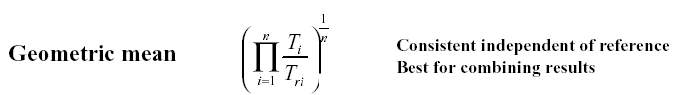 Geometric mean
(∏_{i=1}^{n} T_i / T_{ri})^{1/n}
Consistent independent of reference
Best for combining results